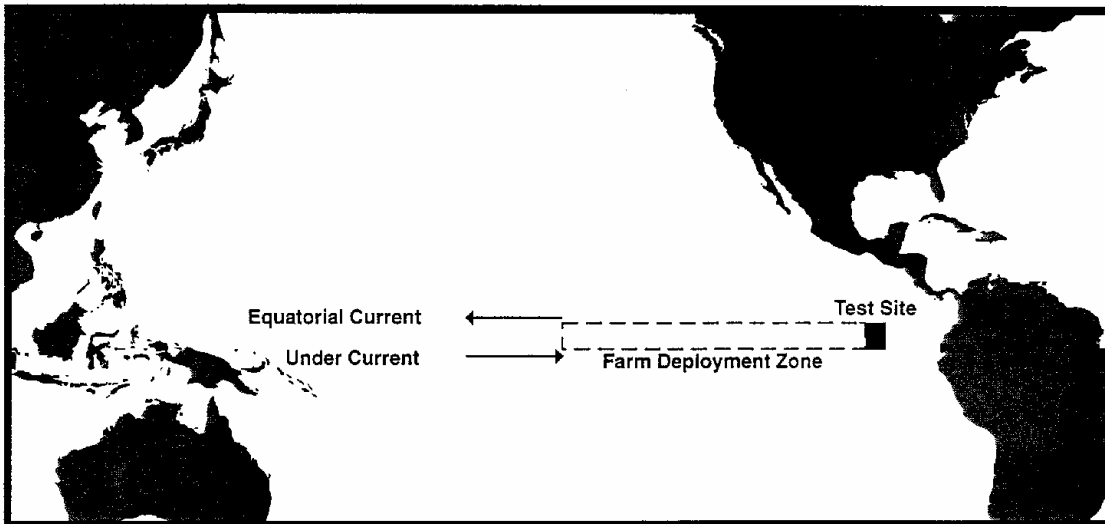 Test Site
Equatorial Current
Under Current
Farm Deployment Zone